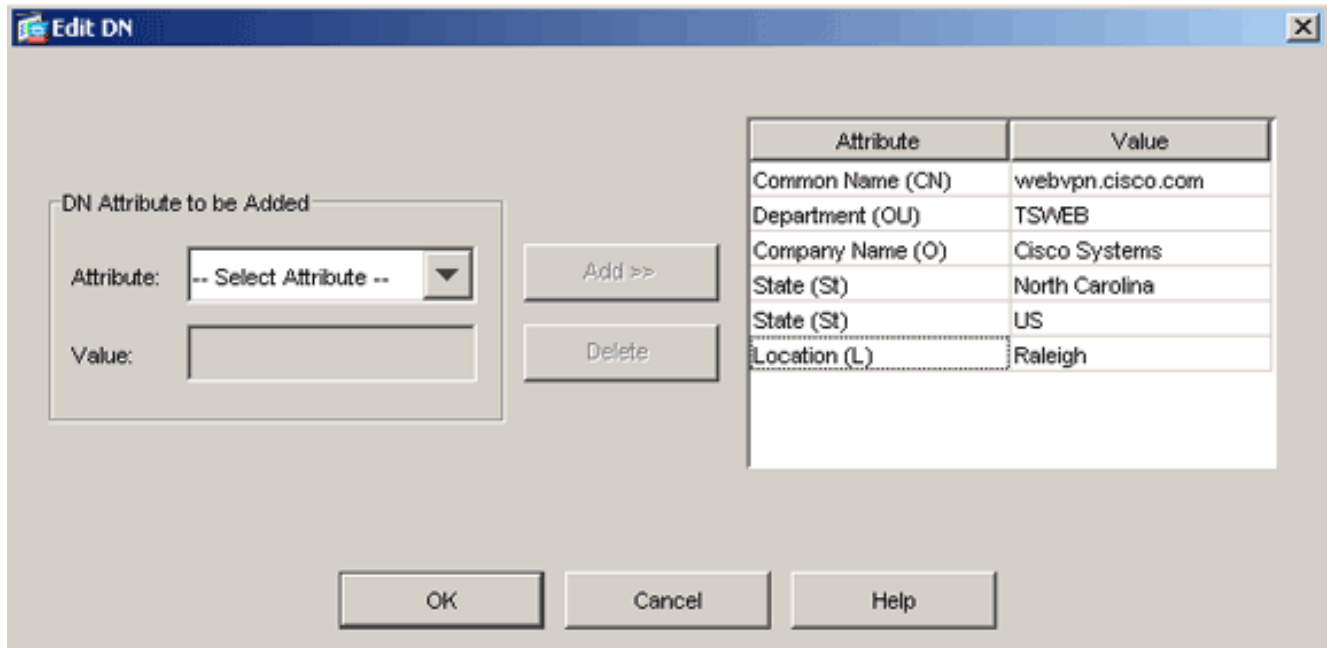 Edit DN
DN Attribute to be Added
Attribute: -- Select Attribute --
Value:
Add >>
Delete
Attribute Value
Common Name (CN) webvpn.cisco.com
Department (OU) TSWEB
Company Name (O) Cisco Systems
State (St) North Carolina
State (St) US
Location (L) Raleigh
OK Cancel Help